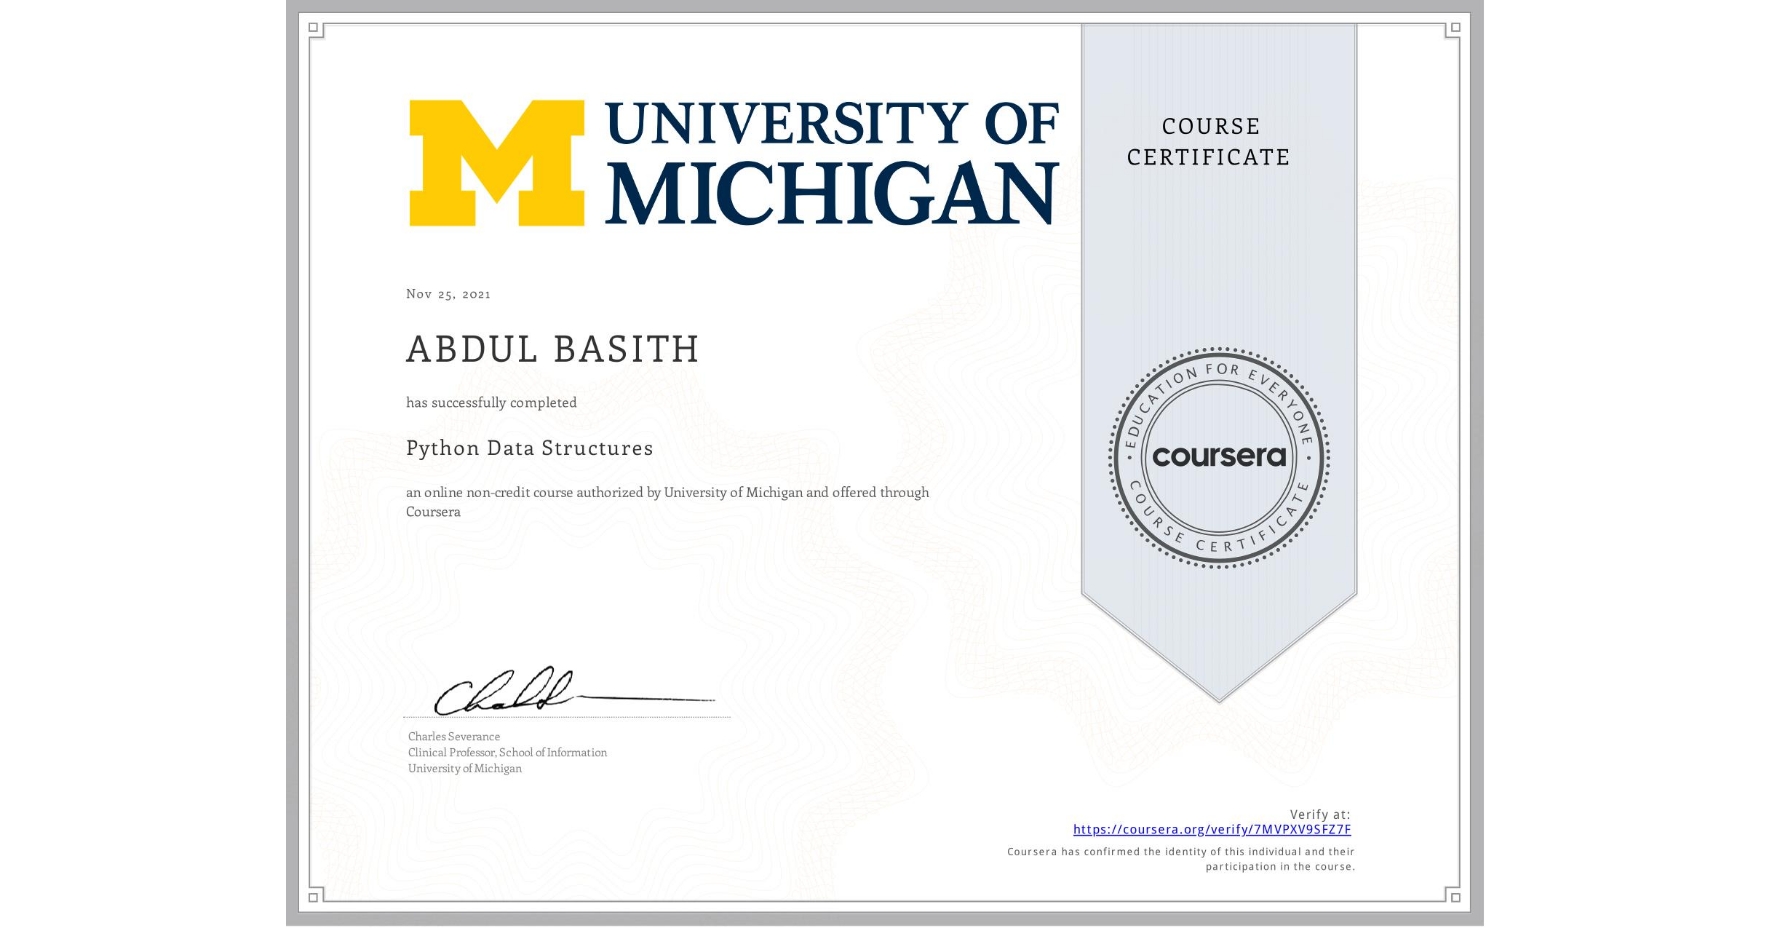 UNIVERSITY OF
MICHIGAN
COURSE
CERTIFICATE
Nov 25, 2021
ABDUL BASITH
has successfully completed
Python Data Structures
an online non-credit course authorized by University of Michigan and offered through
Coursera
EDUCATION FOR EVERYONE
coursera
COURSE CERTIFICATE
Charles Severance
Clinical Professor, School of Information
University of Michigan
Verify at:
https://coursera.org/verify/7MVPXV9SFZ7F
Coursera has confirmed the identity of this individual and their
participation in the course.